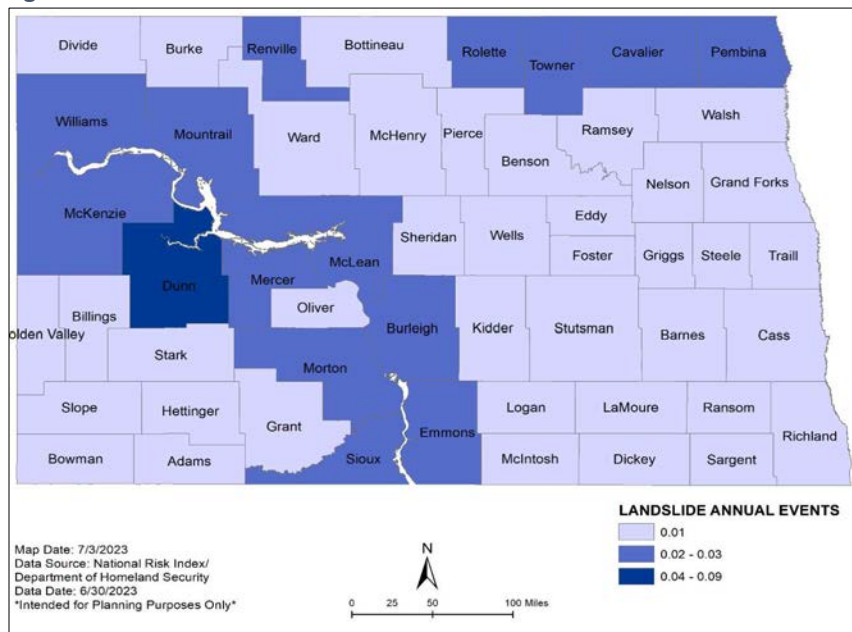 Divide
Burke
Renville
Bottineau
Rolette
Towner
Cavalier
Pembina
Williams
Mountrail
Ward
McHenry
Pierce
Benson
Ramsey
Walsh
Nelson
Grand Forks
McKenzie
Dunn
Mercer
McLean
Sheridan
Wells
Eddy
Foster
Griggs
Steele
Traill
olden Valley
Billings
Oliver
Burleigh
Kidder
Stutsman
Barnes
Cass
Stark
Morton
Slope
Hettinger
Grant
Emmons
Logan
LaMoure
Ransom
Richland
Bowman
Adams
Sioux
McIntosh
Dickey
Sargent
LANDSLIDE ANNUAL EVENTS
0.01
0.02 - 0.03
0.04 - 0.09
Map Date: 7/3/2023
Data Source: National Risk Index/
Department of Homeland Security
Data Date: 6/30/2023
*Intended for Planning Purposes Only*
N
0 25 50 100 Miles